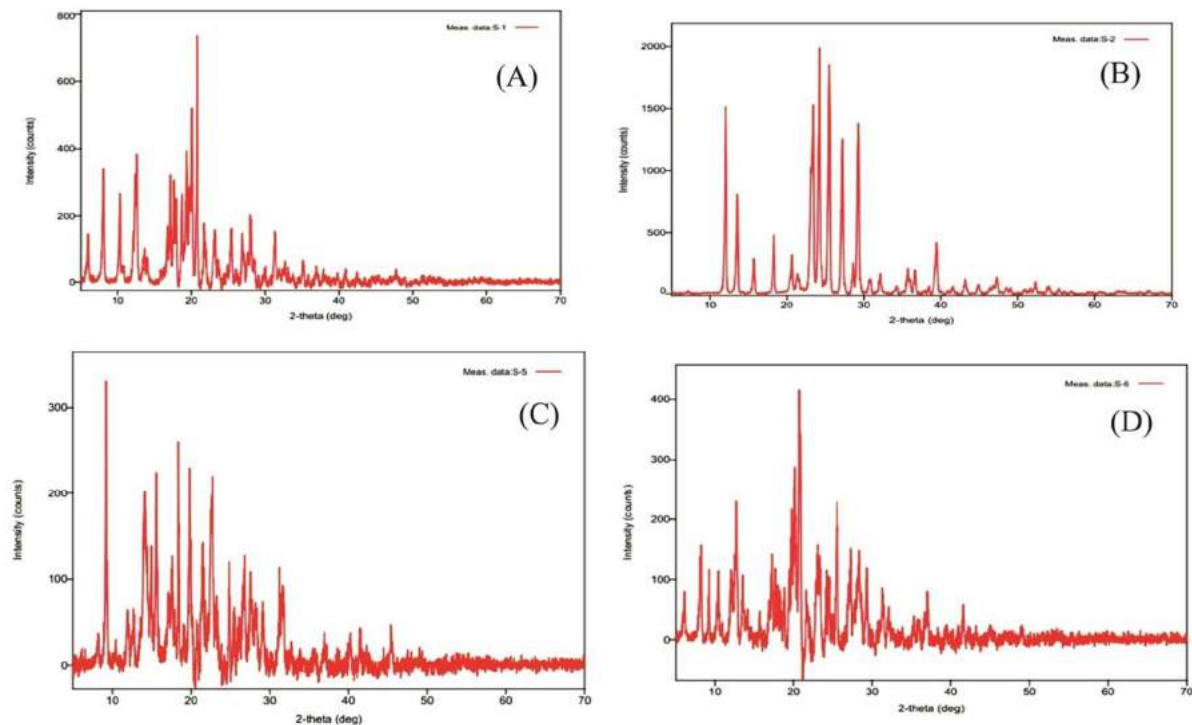 800
Meas. data:S-1
(A)
600
400
200
0
Intensity (counts)
10 20 30 40 50 60 70
2-theta (deg)
2000
Meas. data:S-2
(B)
1500
1000
500
0
Intensity (counts)
10 20 30 40 50 60 70
2-theta (deg)
Meas. data:S-5
(C)
300
200
100
0
Intensity (counts)
10 20 30 40 50 60 70
2-theta (deg)
Meas. data:S-6
(D)
400
300
200
100
0
Intensity (counts)
10 20 30 40 50 60 70
2-theta (deg)